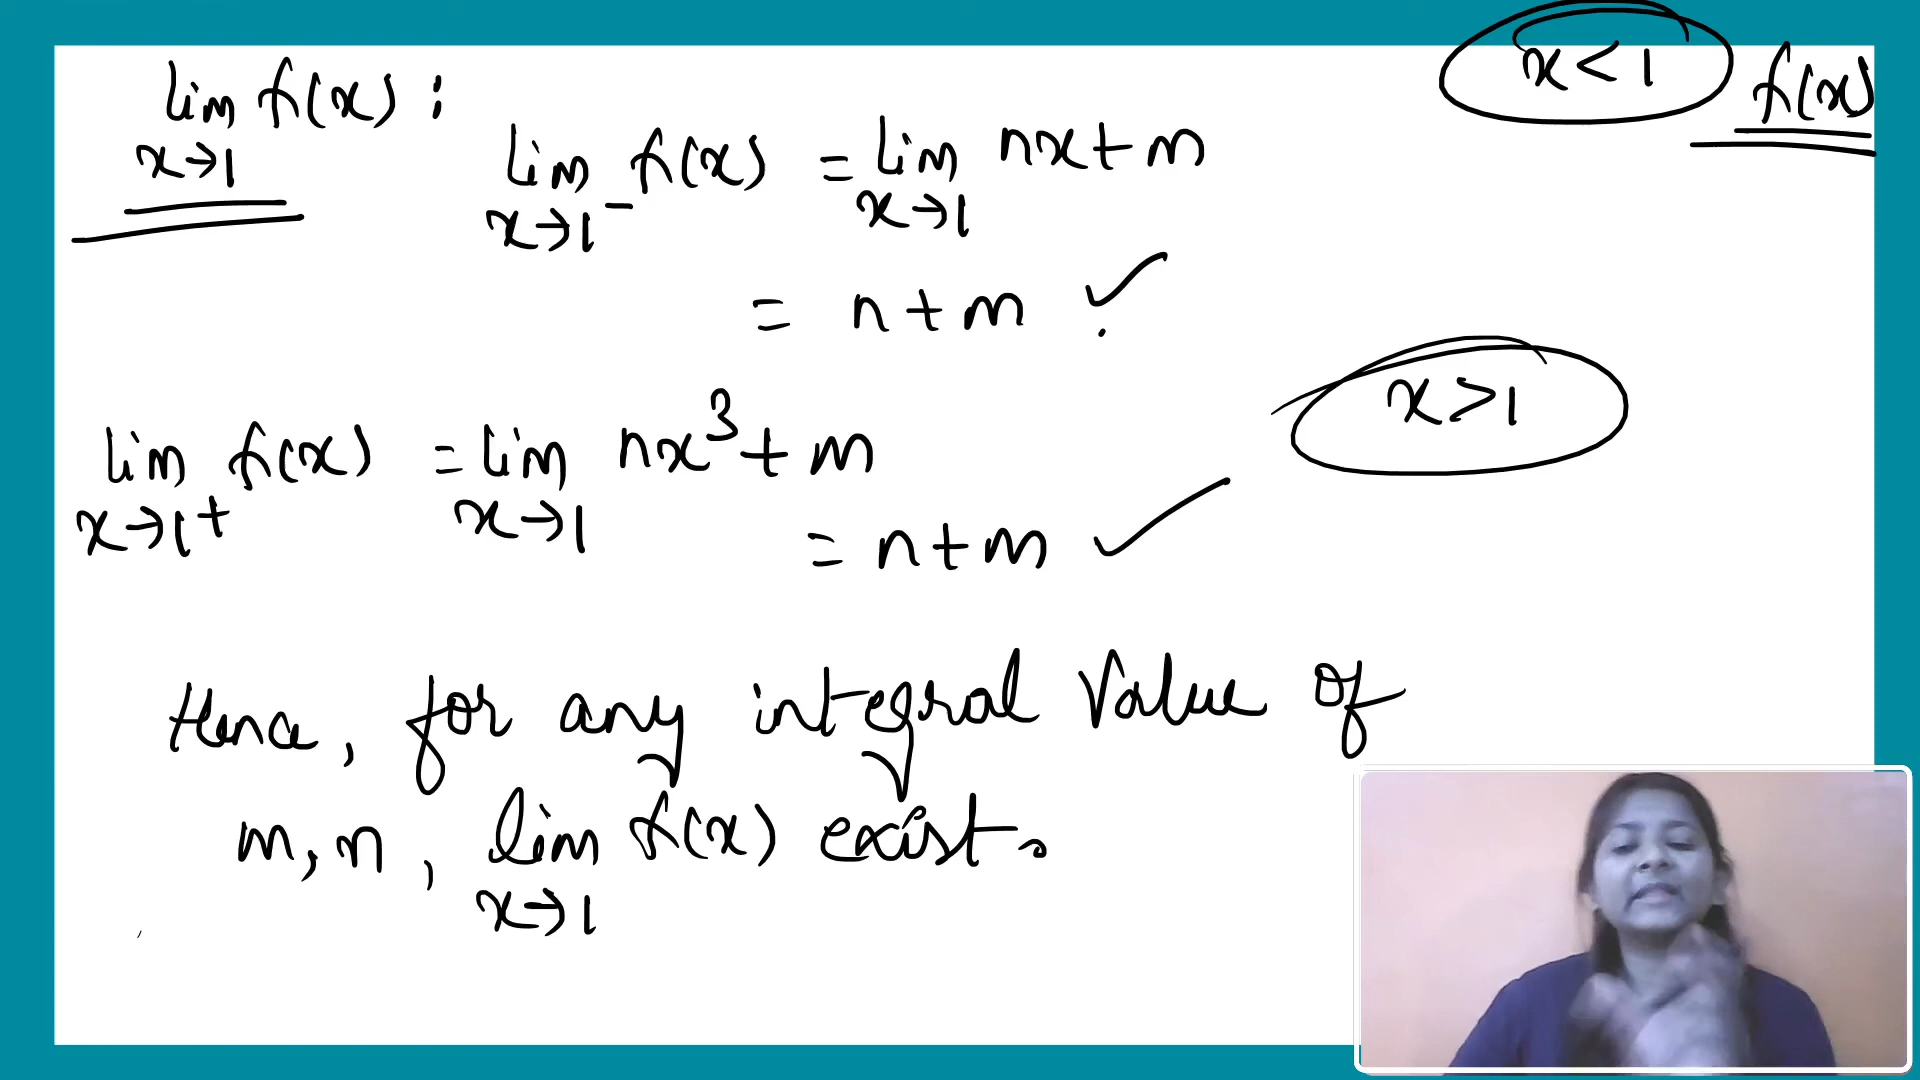 x < 1 f(x)
lim f(x) :
x→1
lim f(x) = lim nx + m
x→1⁻ x→1
= n + m ✓
x > 1
lim f(x) = lim nx³ + m
x→1⁺ x→1
= n + m ✓
Hence, for any integral value of
m, n, lim f(x) exist.
x→1